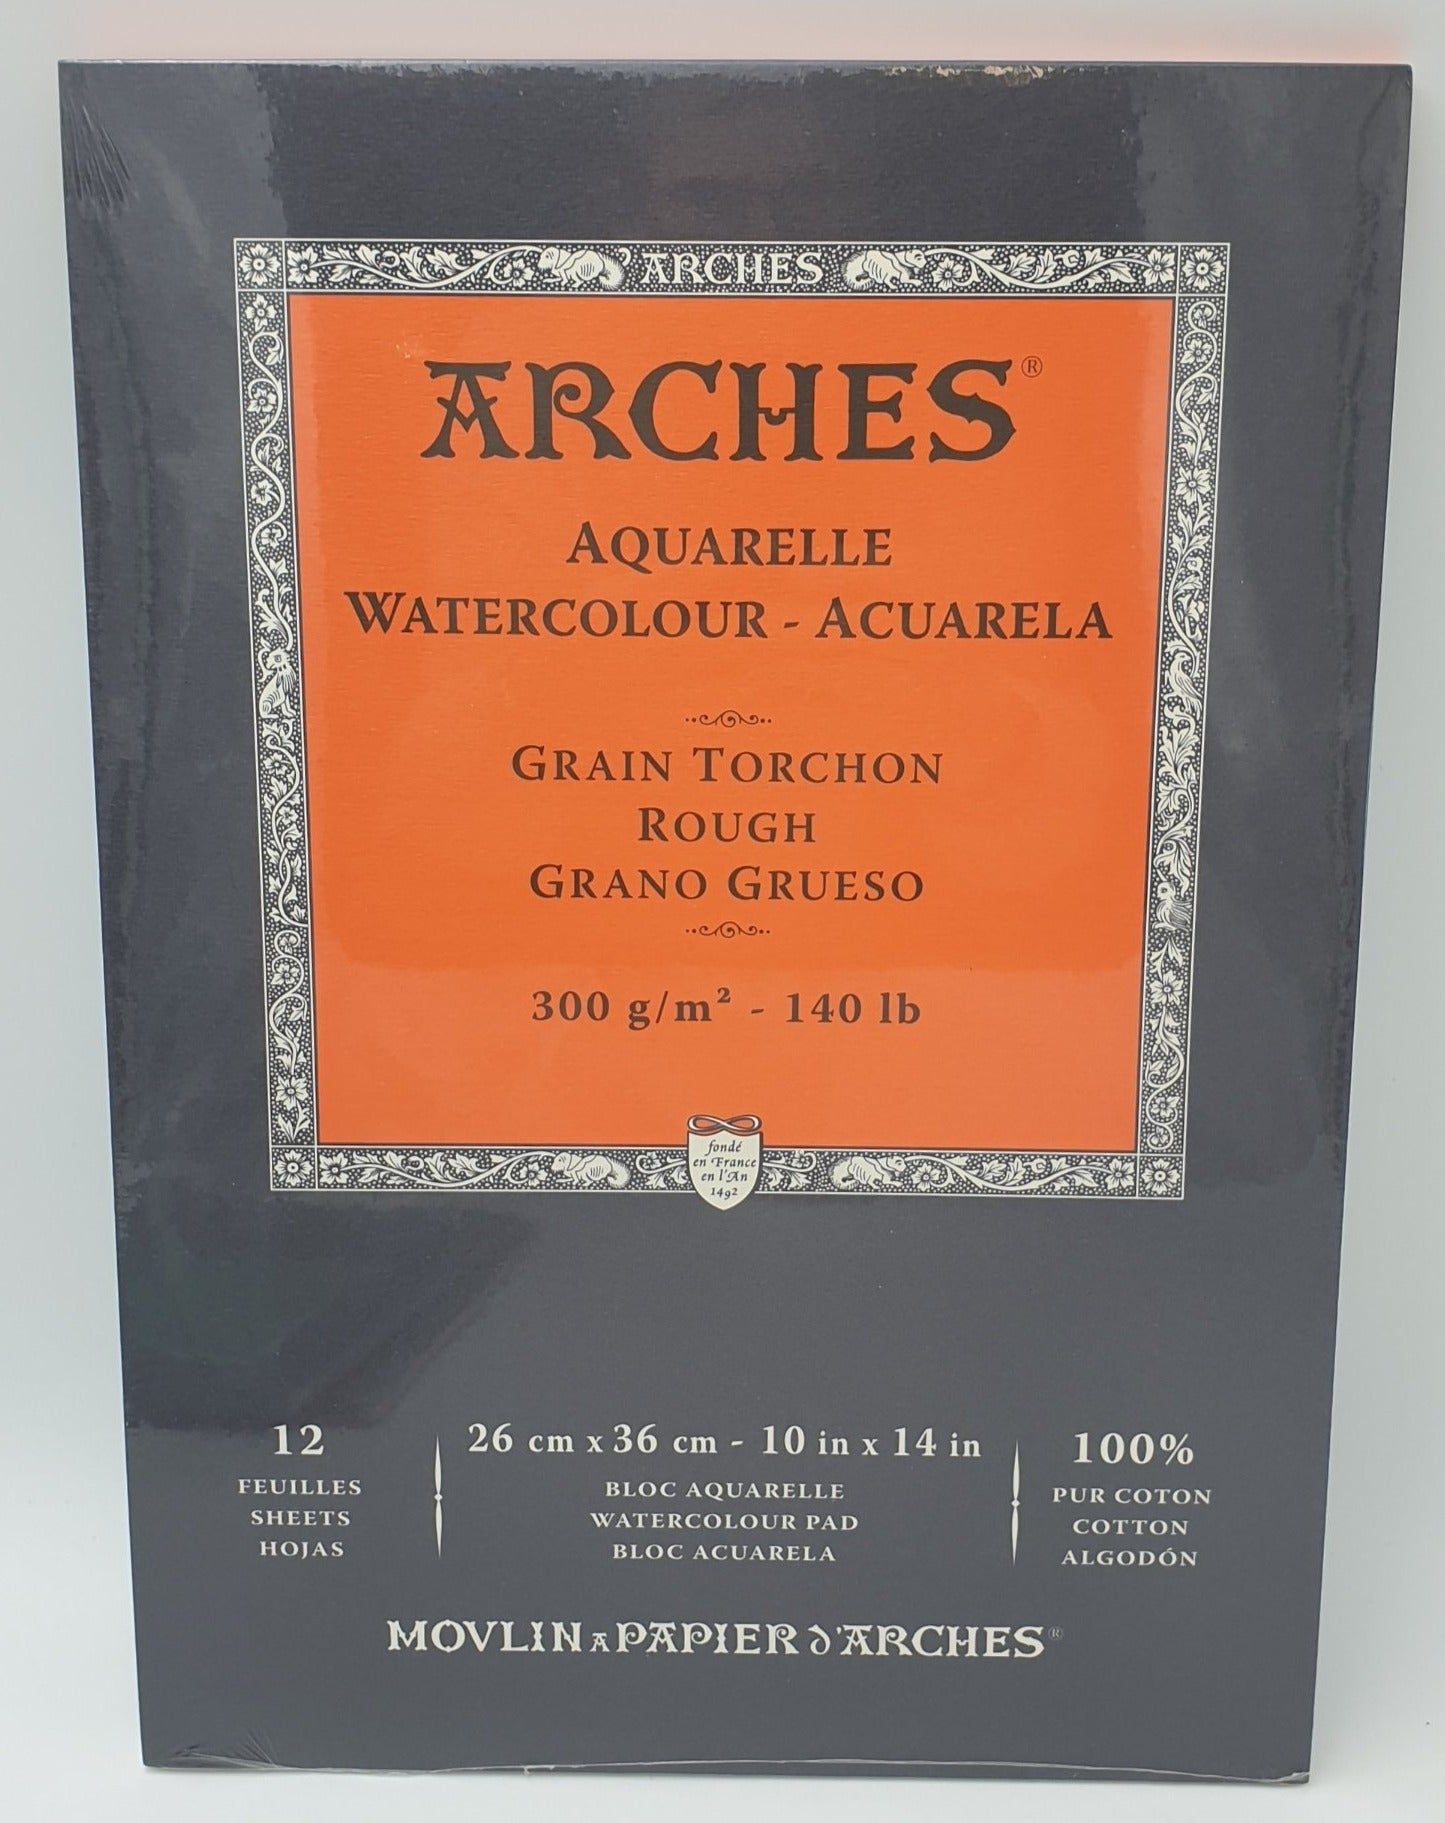 ARCHES
ARCHES®
AQUARELLE
WATERCOLOUR - ACUARELA
GRAIN TORCHON
ROUGH
GRANO GRUESO
300 g/m² - 140 lb
fondé
en France
en l'An
1492
12
FEUILLES
SHEETS
HOJAS
26 cm x 36 cm - 10 in x 14 in
BLOC AQUARELLE
WATERCOLOUR PAD
BLOC ACUARELA
100%
PUR COTON
COTTON
ALGODÓN
MOVLIN A PAPIER D'ARCHES®